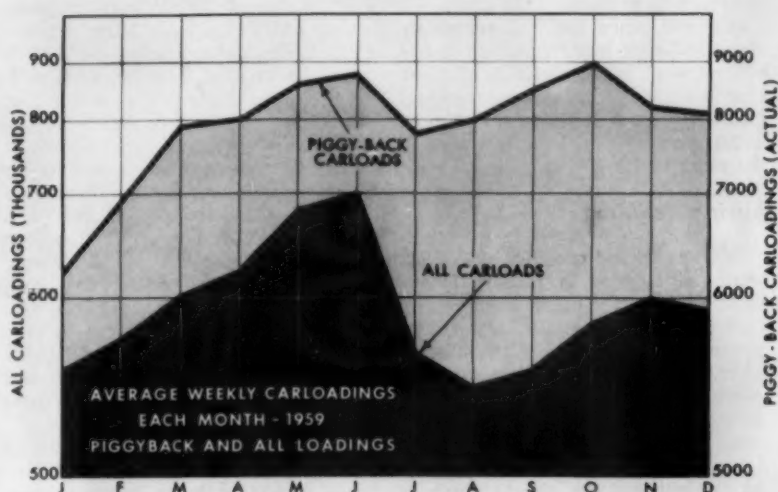 900
800
700
600
500
ALL CARLOADINGS (THOUSANDS)
9000
8000
7000
6000
5000
PIGGY-BACK CARLOADINGS (ACTUAL)
PIGGY-BACK
CARLOADS
ALL CARLOADS
AVERAGE WEEKLY CARLOADINGS
EACH MONTH - 1959
PIGGYBACK AND ALL LOADINGS
J F M A M J J A S O N D